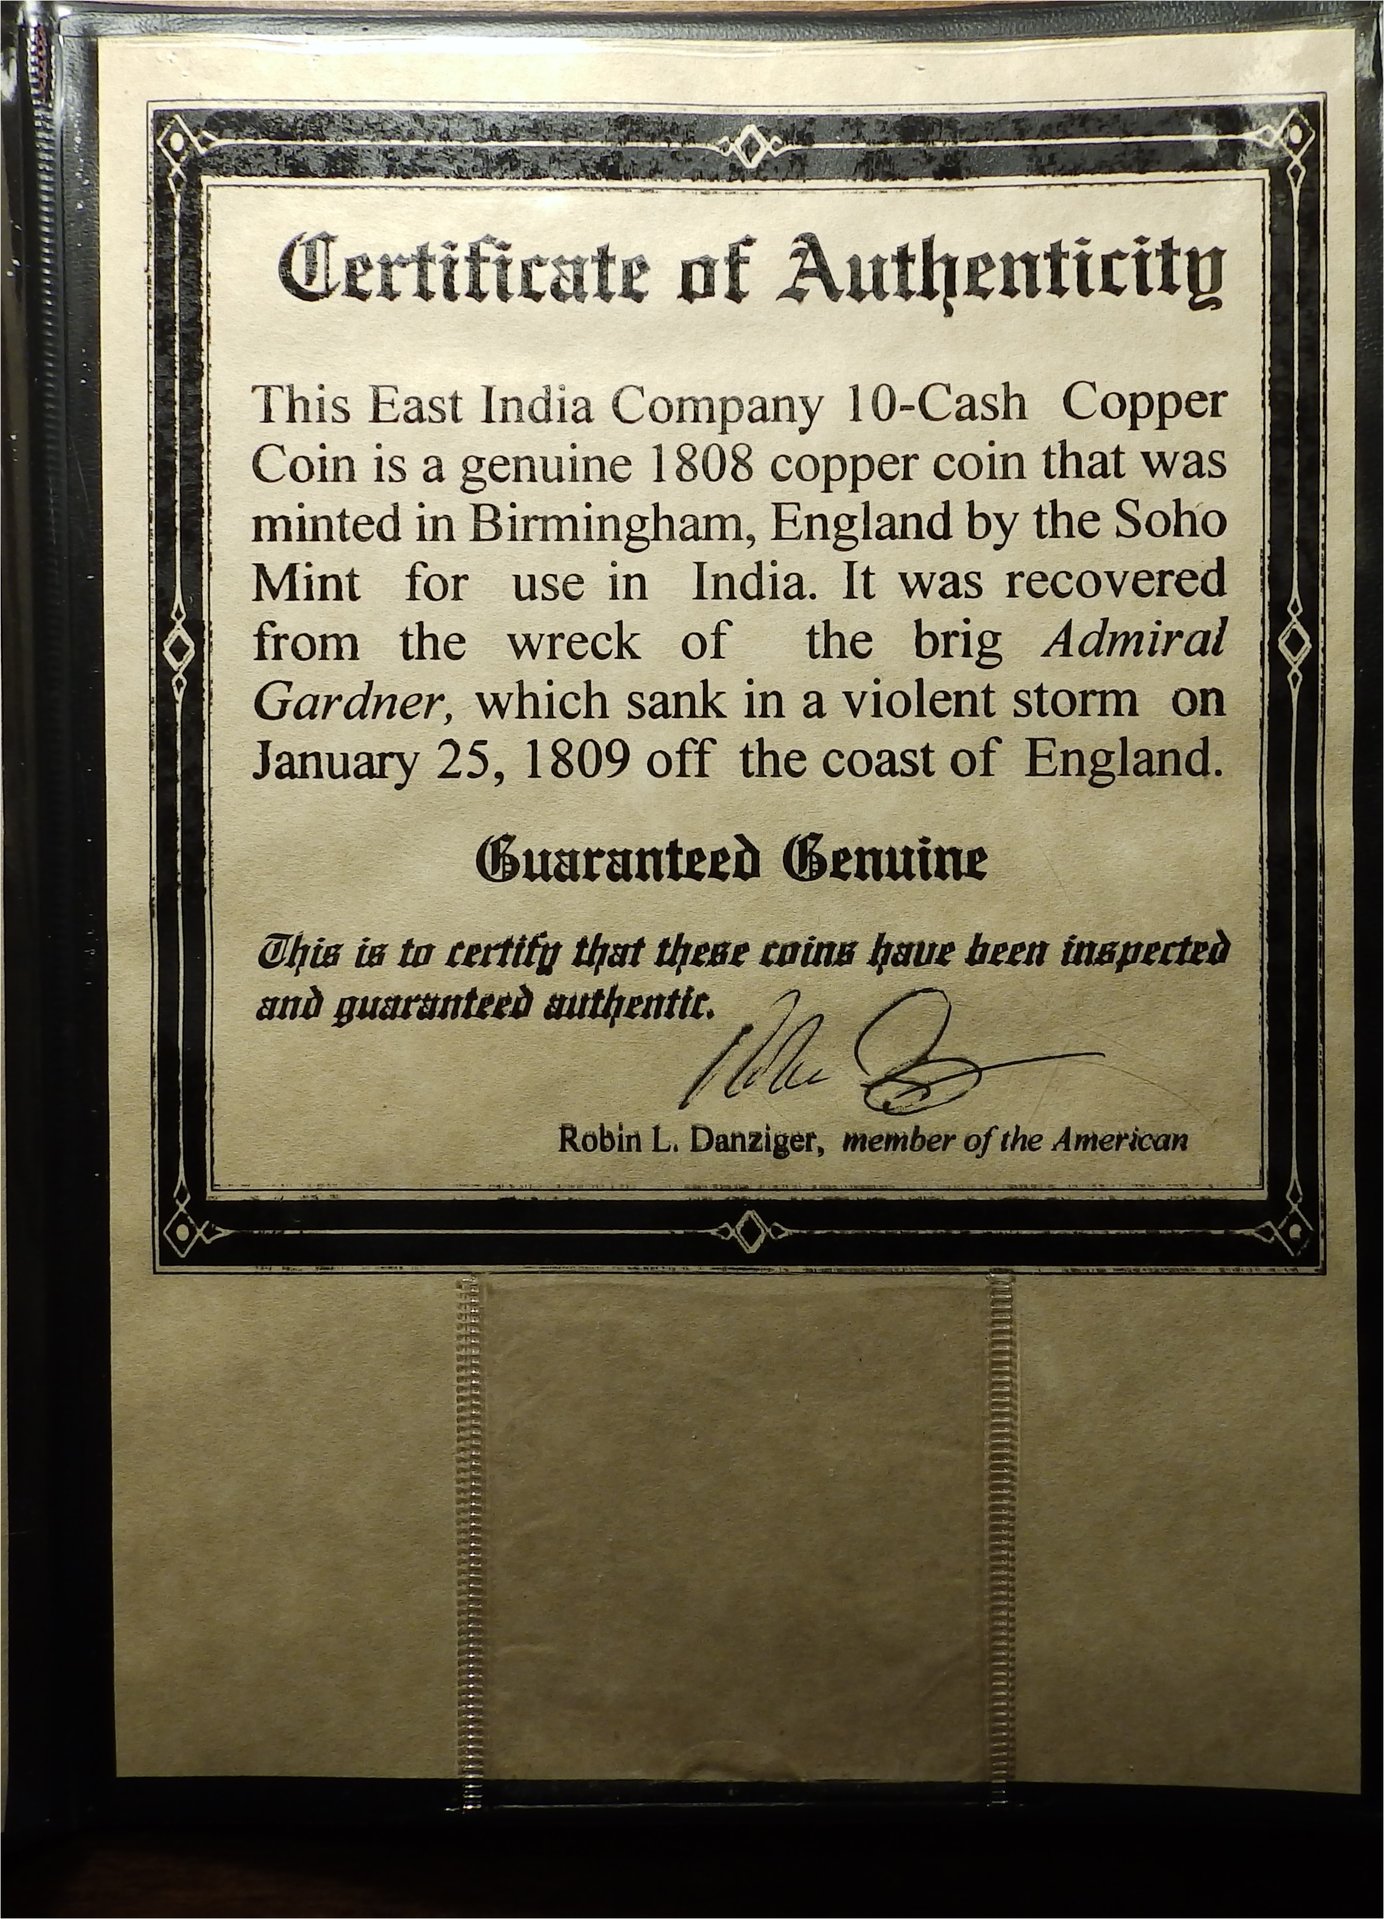 Certificate of Authenticity
This East India Company 10-Cash Copper
Coin is a genuine 1808 copper coin that was
minted in Birmingham, England by the Soho
Mint for use in India. It was recovered
from the wreck of the brig Admiral
Gardner, which sank in a violent storm on
January 25, 1809 off the coast of England.
Guaranteed Genuine
This is to certify that these coins have been inspected
and guaranteed authentic.
Robin L. Danziger, member of the American